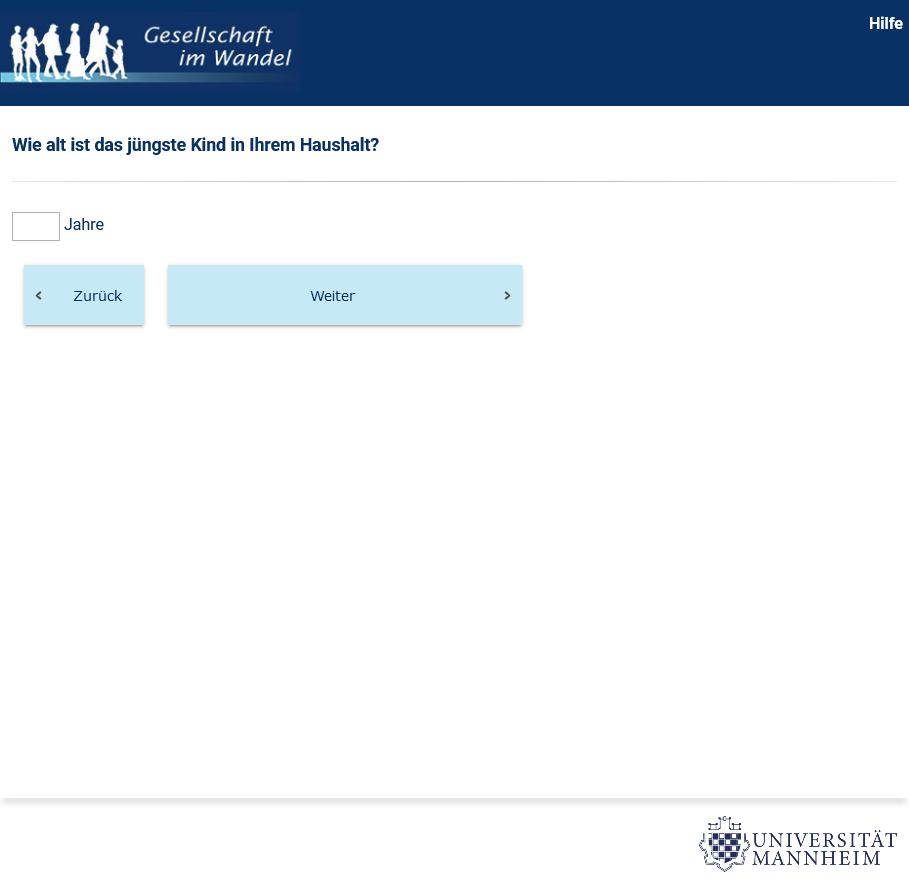 Gesellschaft
im Wandel
Hilfe
Wie alt ist das jüngste Kind in Ihrem Haushalt?
Jahre
Zurück
Weiter
UNIVERSITÄT
MANNHEIM